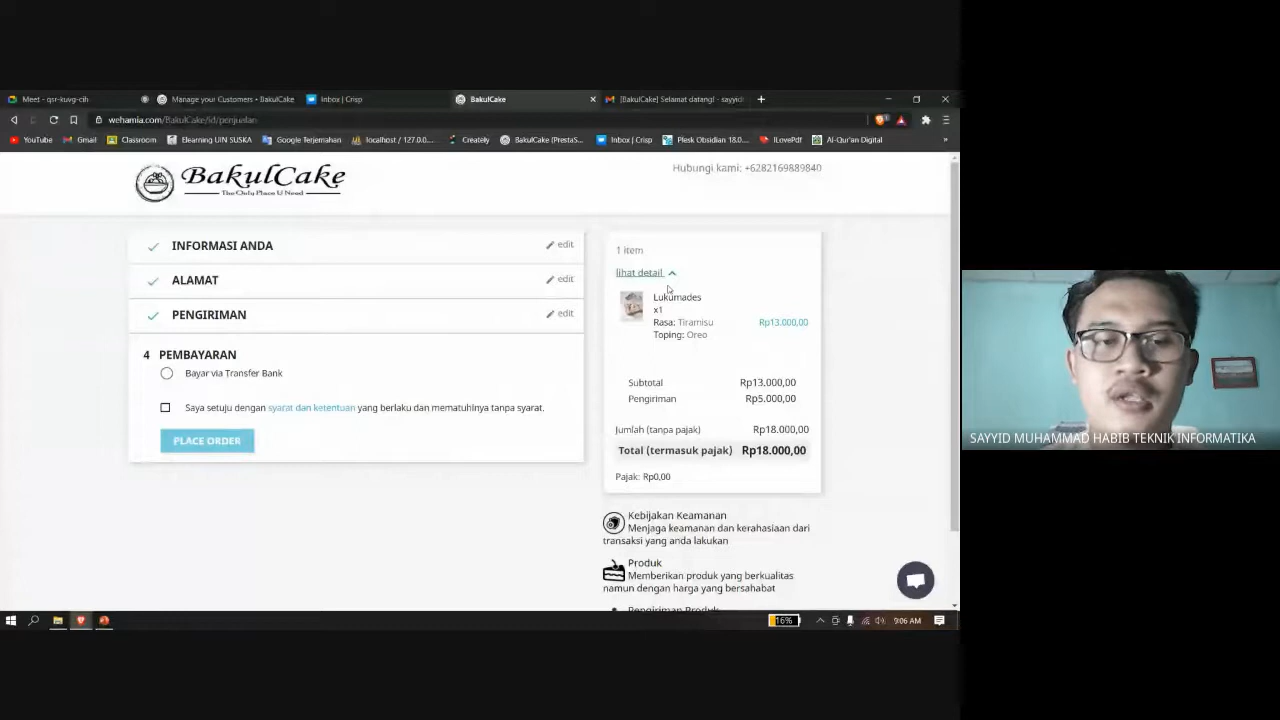 Meet - qsr-kuvg-cih
Manage your Customers • BakulCake
Inbox | Crisp
BakulCake
[BakulCake] Selamat datang! - sayyid
wehamia.com/BakulCake/id/penjualan
YouTube
Gmail
Classroom
Elearning UIN SUSKA
Google Terjemahan
localhost / 127.0.0...
Creately
BakulCake (PrestaS...
Inbox | Crisp
Plesk Obsidian 18.0....
ILovePdf
Al-Qur'an Digital
BakulCake
The Only Place U Need
Hubungi kami: +6282169889840
INFORMASI ANDA
edit
ALAMAT
edit
PENGIRIMAN
edit
4 PEMBAYARAN
Bayar via Transfer Bank
Saya setuju dengan syarat dan ketentuan yang berlaku dan mematuhinya tanpa syarat.
PLACE ORDER
1 item
lihat detail
Lukumades
x1
Rasa: Tiramisu
Rp13.000,00
Toping: Oreo
Subtotal Rp13.000,00
Pengiriman Rp5.000,00
Jumlah (tanpa pajak) Rp18.000,00
Total (termasuk pajak) Rp18.000,00
Pajak: Rp0,00
Kebijakan Keamanan
Menjaga keamanan dan kerahasiaan dari
transaksi yang anda lakukan
Produk
Memberikan produk yang berkualitas
namun dengan harga yang bersahabat
Pengiriman Produk
SAYYID MUHAMMAD HABIB TEKNIK INFORMATIKA
16%
9:06 AM